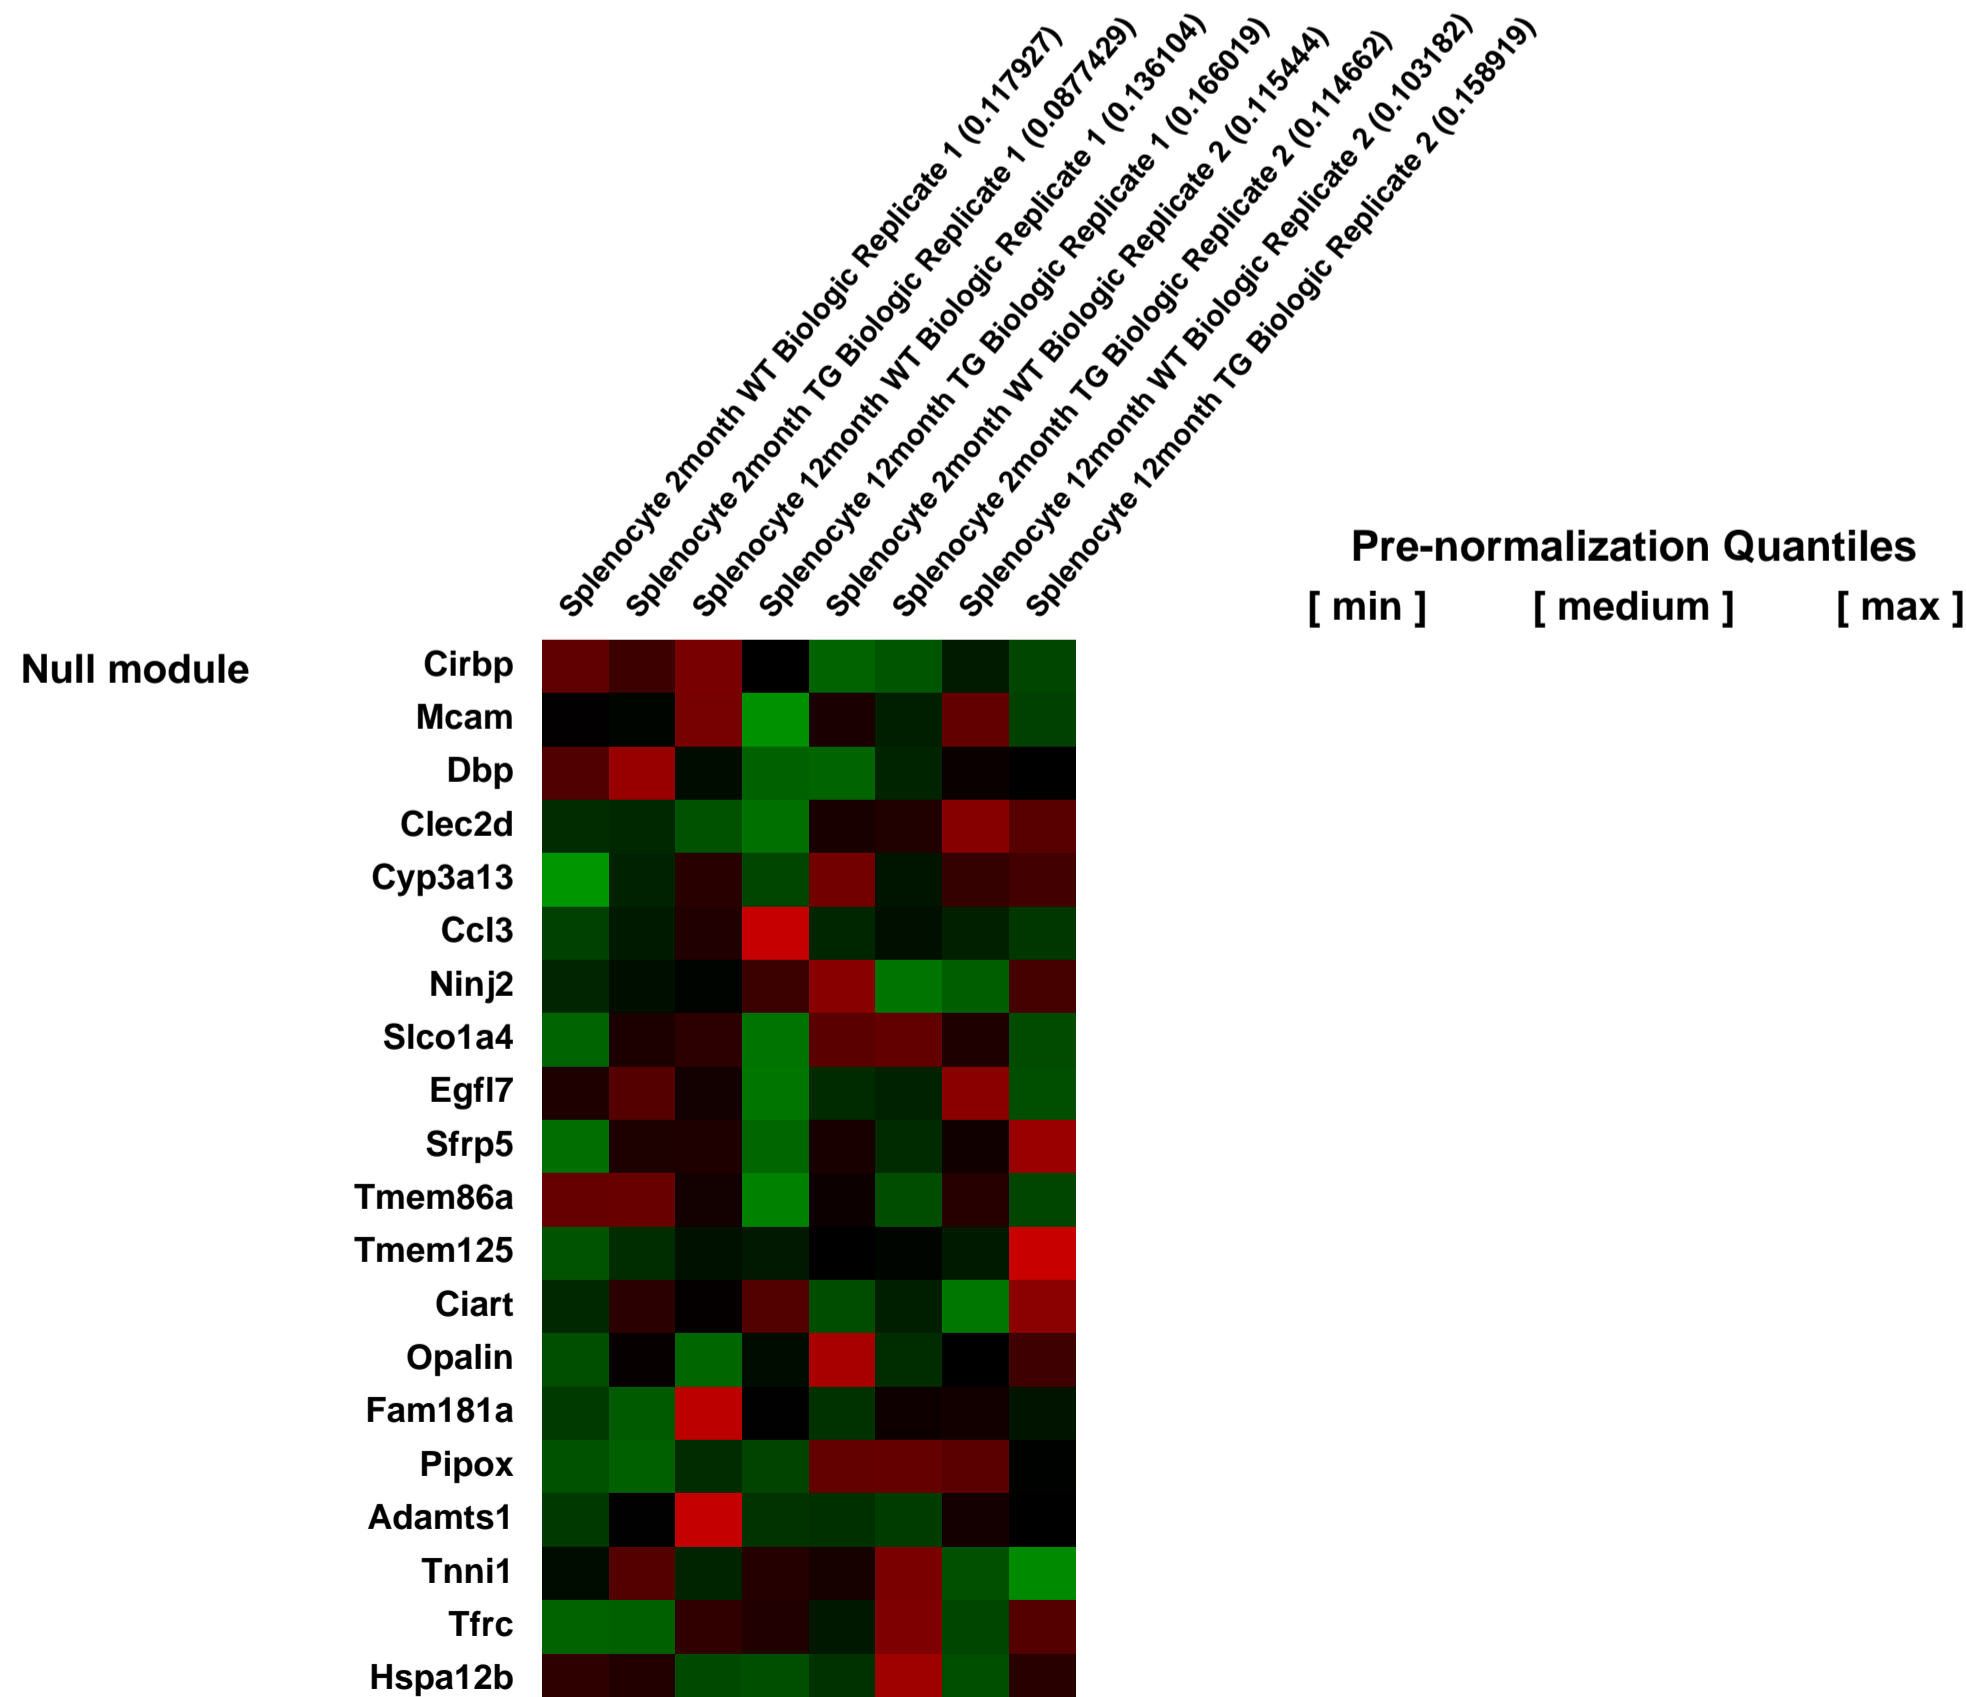 Splenocyte 2month WT Biologic Replicate 1 (0.117927)
Splenocyte 2month TG Biologic Replicate 1 (0.0877429)
Splenocyte 12month WT Biologic Replicate 1 (0.136104)
Splenocyte 12month TG Biologic Replicate 1 (0.166019)
Splenocyte 2month WT Biologic Replicate 2 (0.115444)
Splenocyte 2month TG Biologic Replicate 2 (0.114662)
Splenocyte 12month WT Biologic Replicate 2 (0.103182)
Splenocyte 12month TG Biologic Replicate 2 (0.158919)
Pre-normalization Quantiles
[ min ] [ medium ] [ max ]
Null module
Cirbp
Mcam
Dbp
Clec2d
Cyp3a13
Ccl3
Ninj2
Slco1a4
Egfl7
Sfrp5
Tmem86a
Tmem125
Ciart
Opalin
Fam181a
Pipox
Adamts1
Tnni1
Tfrc
Hspa12b